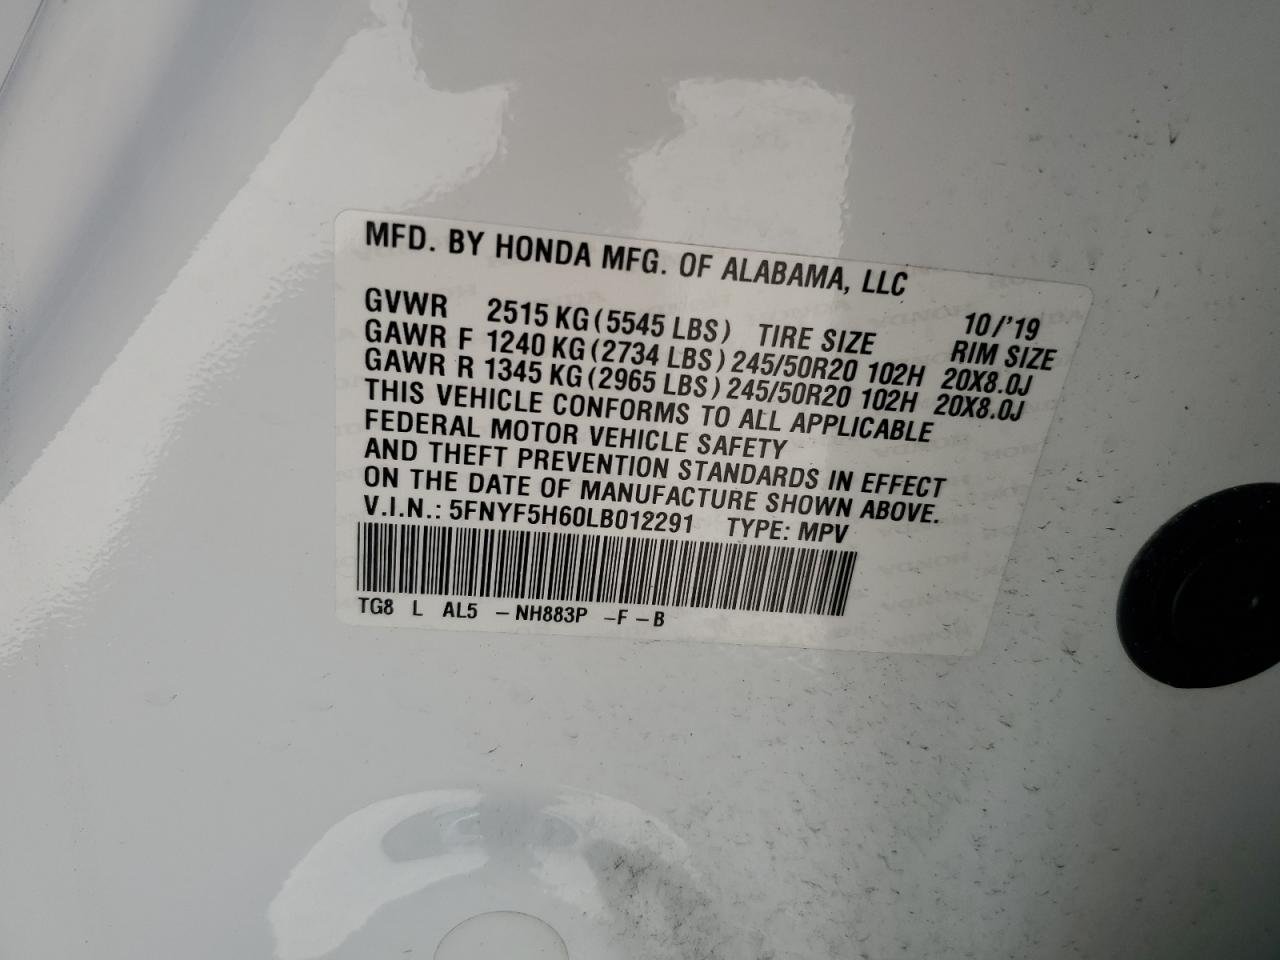 MFD. BY HONDA MFG. OF ALABAMA, LLC
10/'19
GVWR 2515 KG (5545 LBS) TIRE SIZE RIM SIZE
GAWR F 1240 KG (2734 LBS) 245/50R20 102H 20X8.0J
GAWR R 1345 KG (2965 LBS) 245/50R20 102H 20X8.0J
THIS VEHICLE CONFORMS TO ALL APPLICABLE
FEDERAL MOTOR VEHICLE SAFETY
AND THEFT PREVENTION STANDARDS IN EFFECT
ON THE DATE OF MANUFACTURE SHOWN ABOVE.
V.I.N.: 5FNYF5H60LB012291 TYPE: MPV
TG8 L AL5 – NH883P – F – B